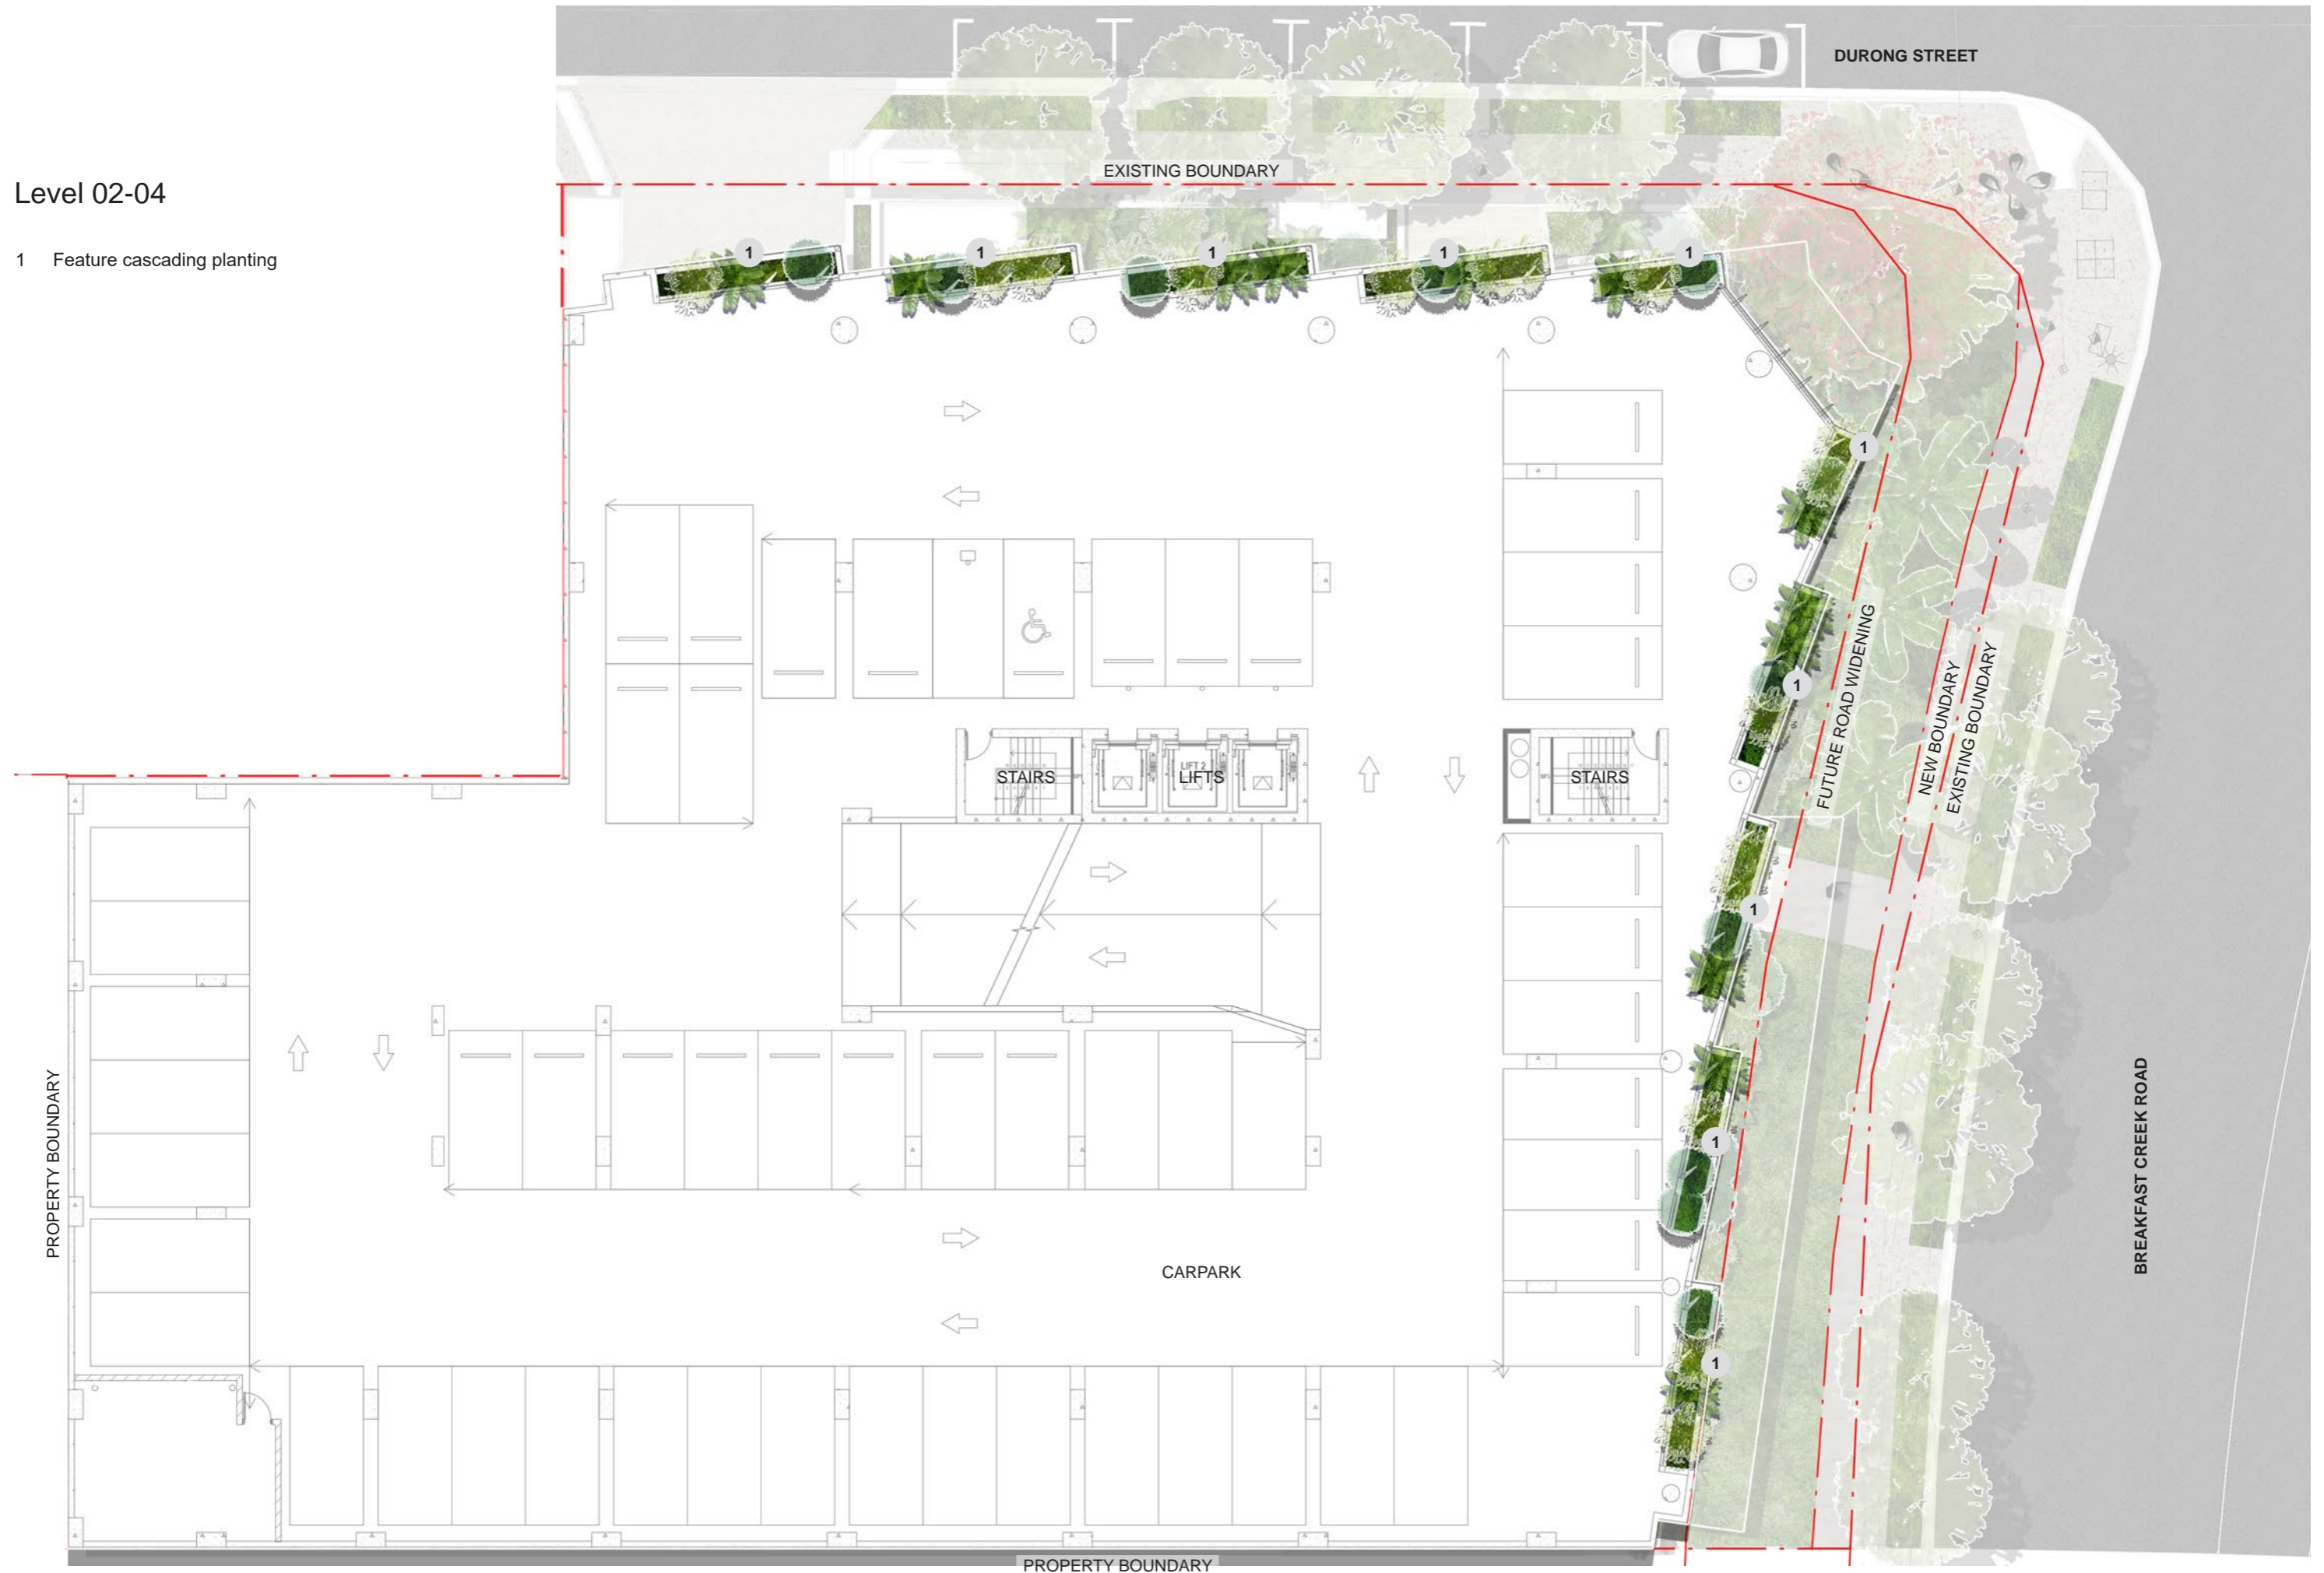 DURONG STREET
EXISTING BOUNDARY
Level 02-04
1 Feature cascading planting
1
1
1
1
1
1
1
1
1
1
FUTURE ROAD WIDENING
NEW BOUNDARY
EXISTING BOUNDARY
STAIRS
LIFT 2
LIFTS
STAIRS
PROPERTY BOUNDARY
CARPARK
BREAKFAST CREEK ROAD
PROPERTY BOUNDARY